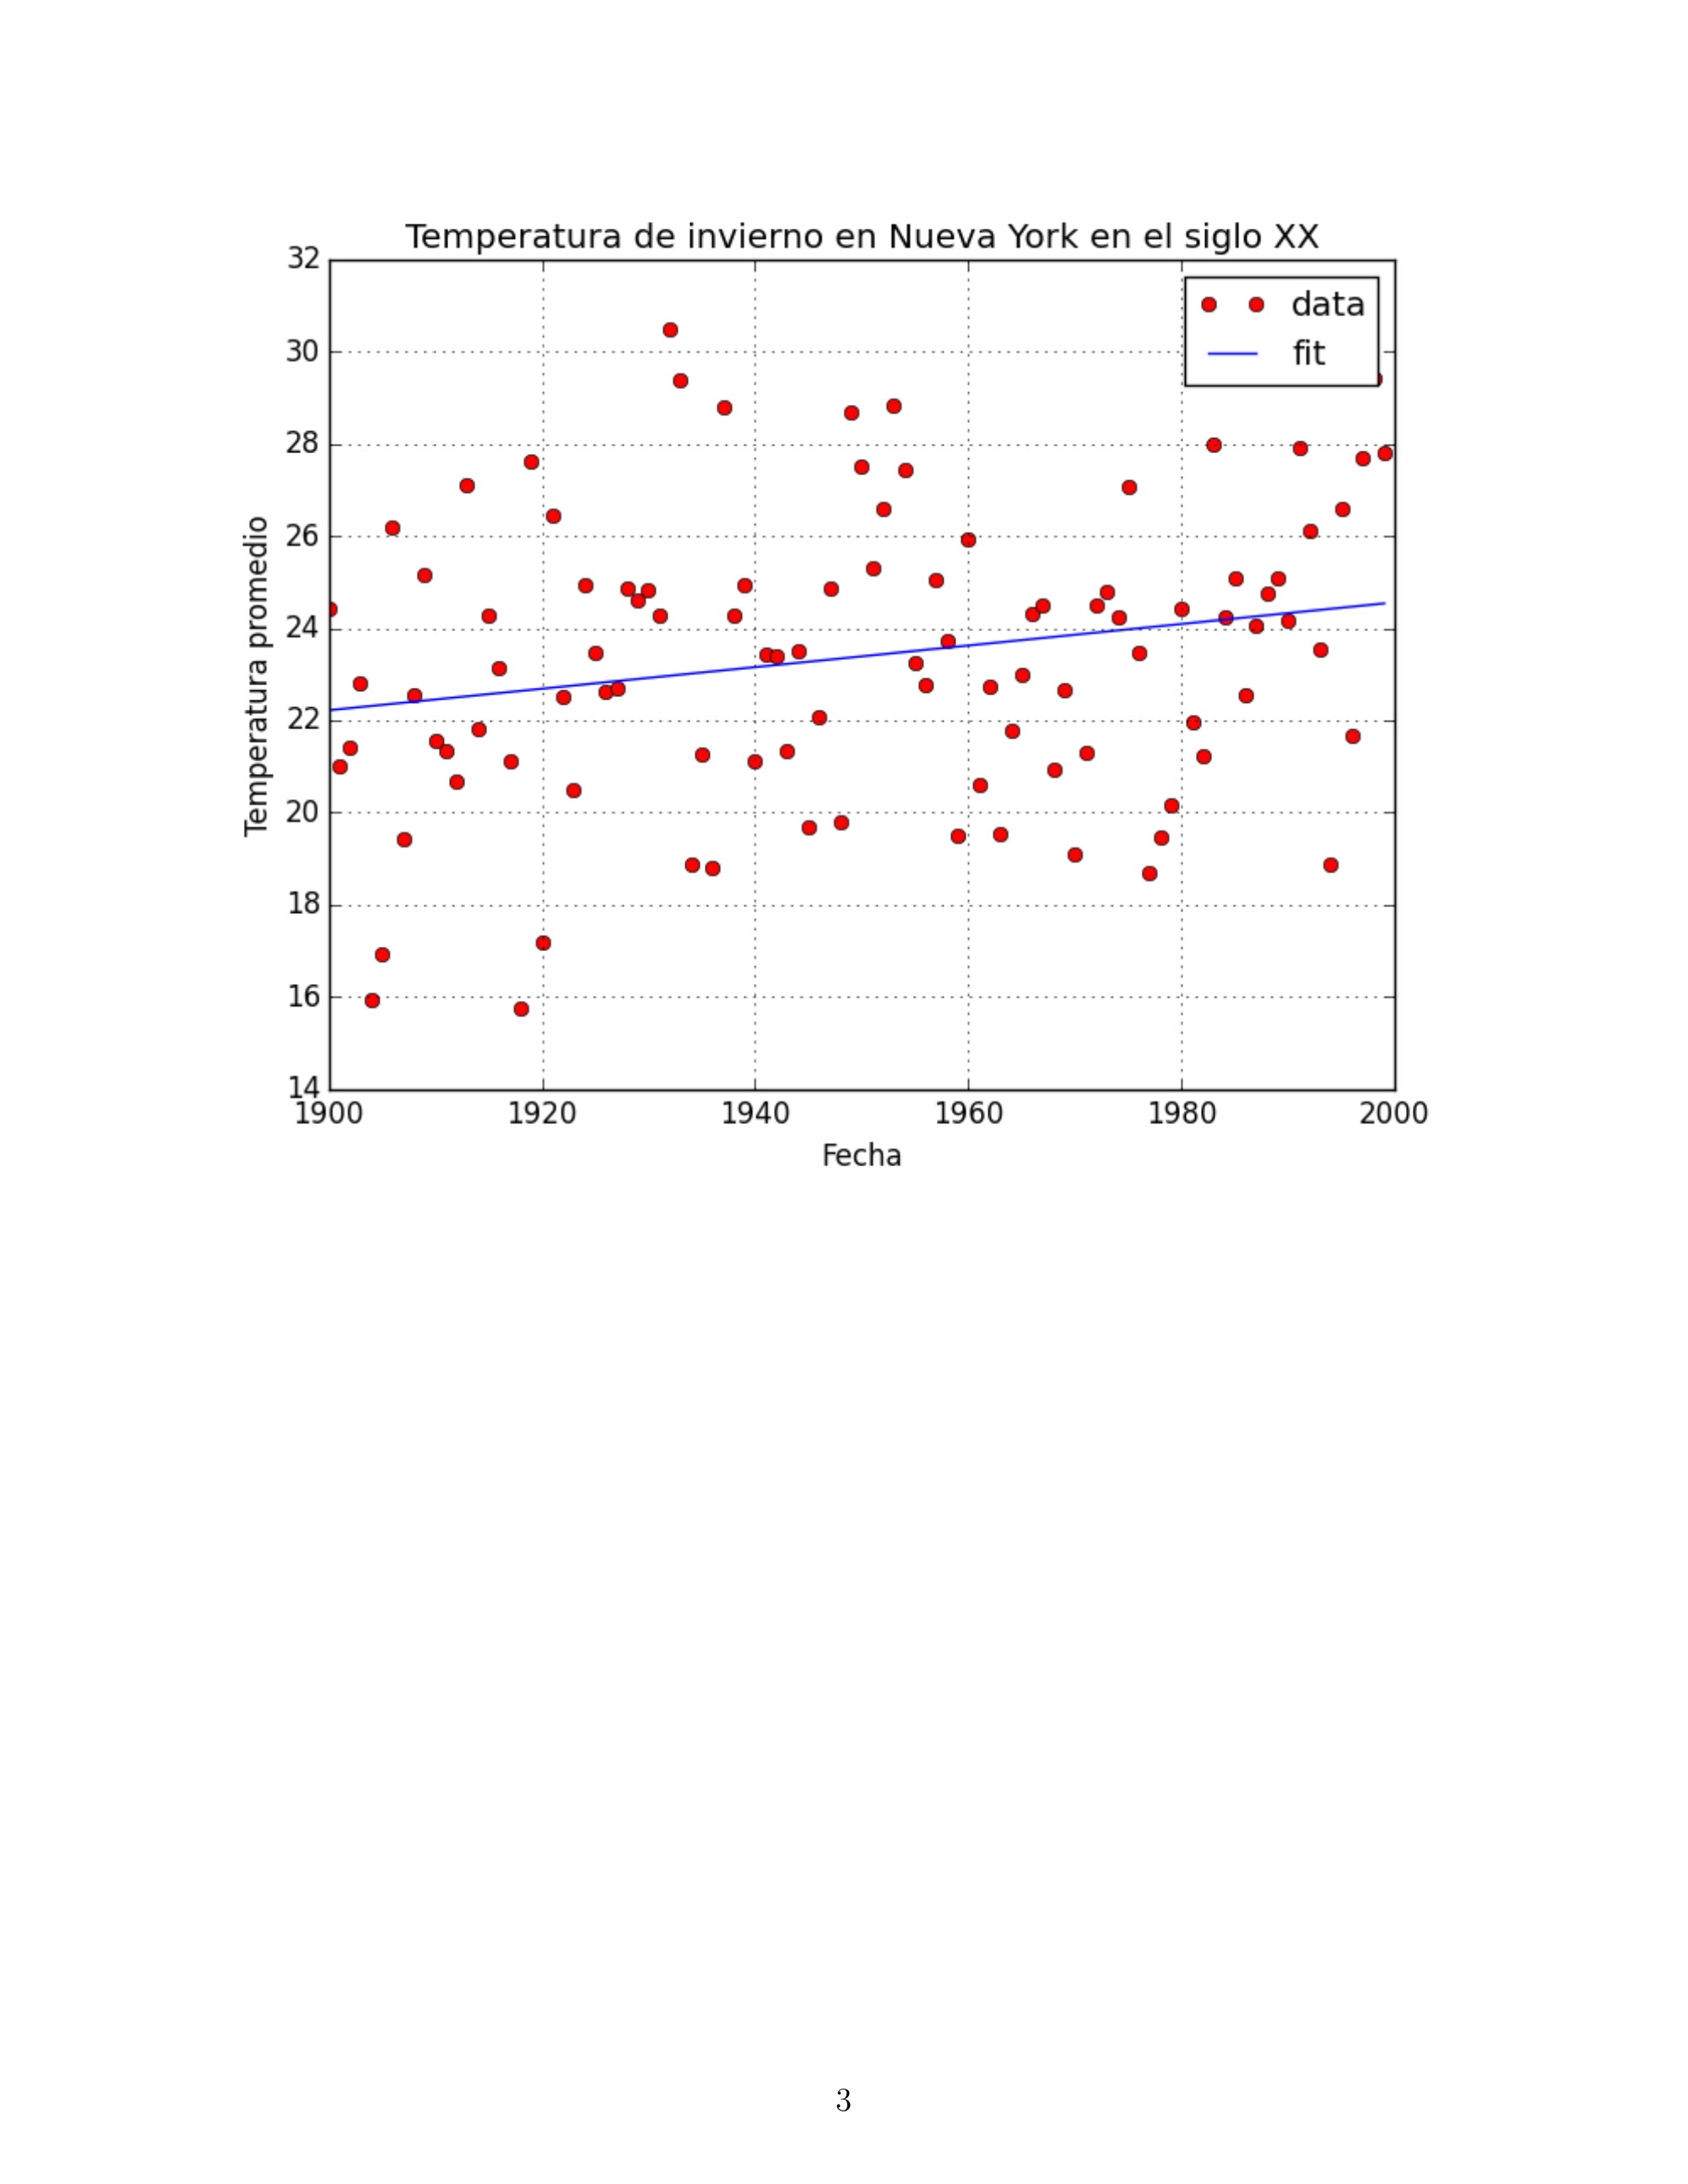 Temperatura de invierno en Nueva York en el siglo XX
32
30
28
26
24
22
20
18
16
14
Temperatura promedio
data
fit
1900 1920 1940 1960 1980 2000
Fecha
3